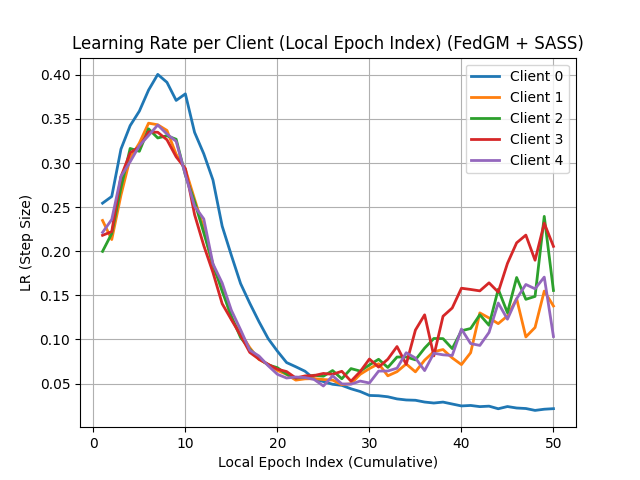 Learning Rate per Client (Local Epoch Index) (FedGM + SASS)
LR (Step Size)
0.40
0.35
0.30
0.25
0.20
0.15
0.10
0.05
Client 0
Client 1
Client 2
Client 3
Client 4
0 10 20 30 40 50
Local Epoch Index (Cumulative)